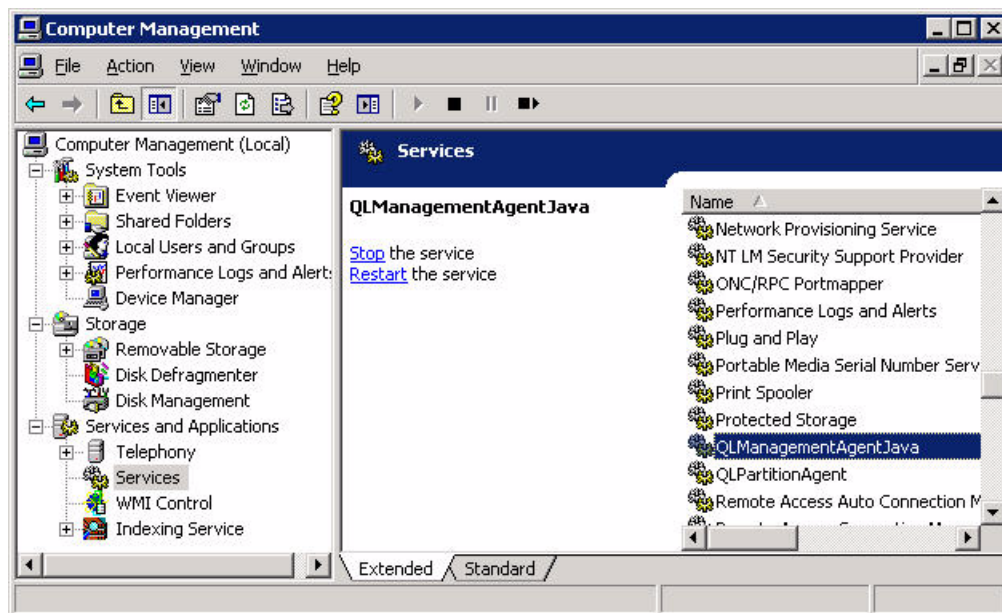 Computer Management
File Action View Window Help
Computer Management (Local)
System Tools
Event Viewer
Shared Folders
Local Users and Groups
Performance Logs and Alert
Device Manager
Storage
Removable Storage
Disk Defragmenter
Disk Management
Services and Applications
Telephony
Services
WMI Control
Indexing Service
Services
QLManagementAgentJava
Stop the service
Restart the service
Name
Network Provisioning Service
NT LM Security Support Provider
ONC/RPC Portmapper
Performance Logs and Alerts
Plug and Play
Portable Media Serial Number Serv
Print Spooler
Protected Storage
QLManagementAgentJava
QLPartitionAgent
Remote Access Auto Connection M
Extended Standard